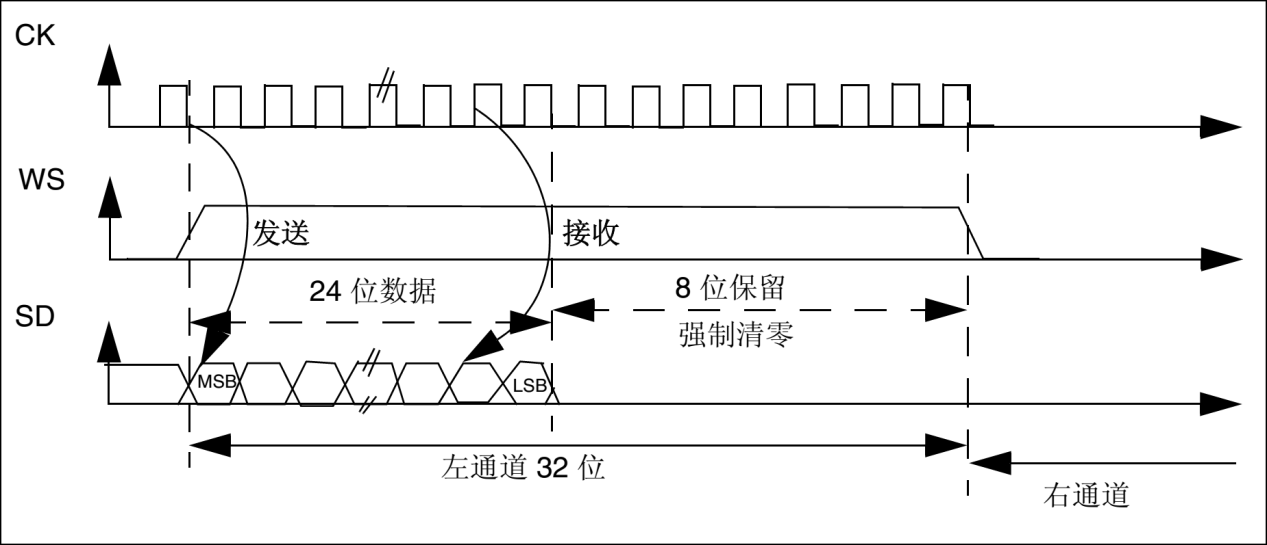 CK
WS
发送
接收
24 位数据
8 位保留
强制清零
SD
MSB
LSB
左通道 32 位
右通道